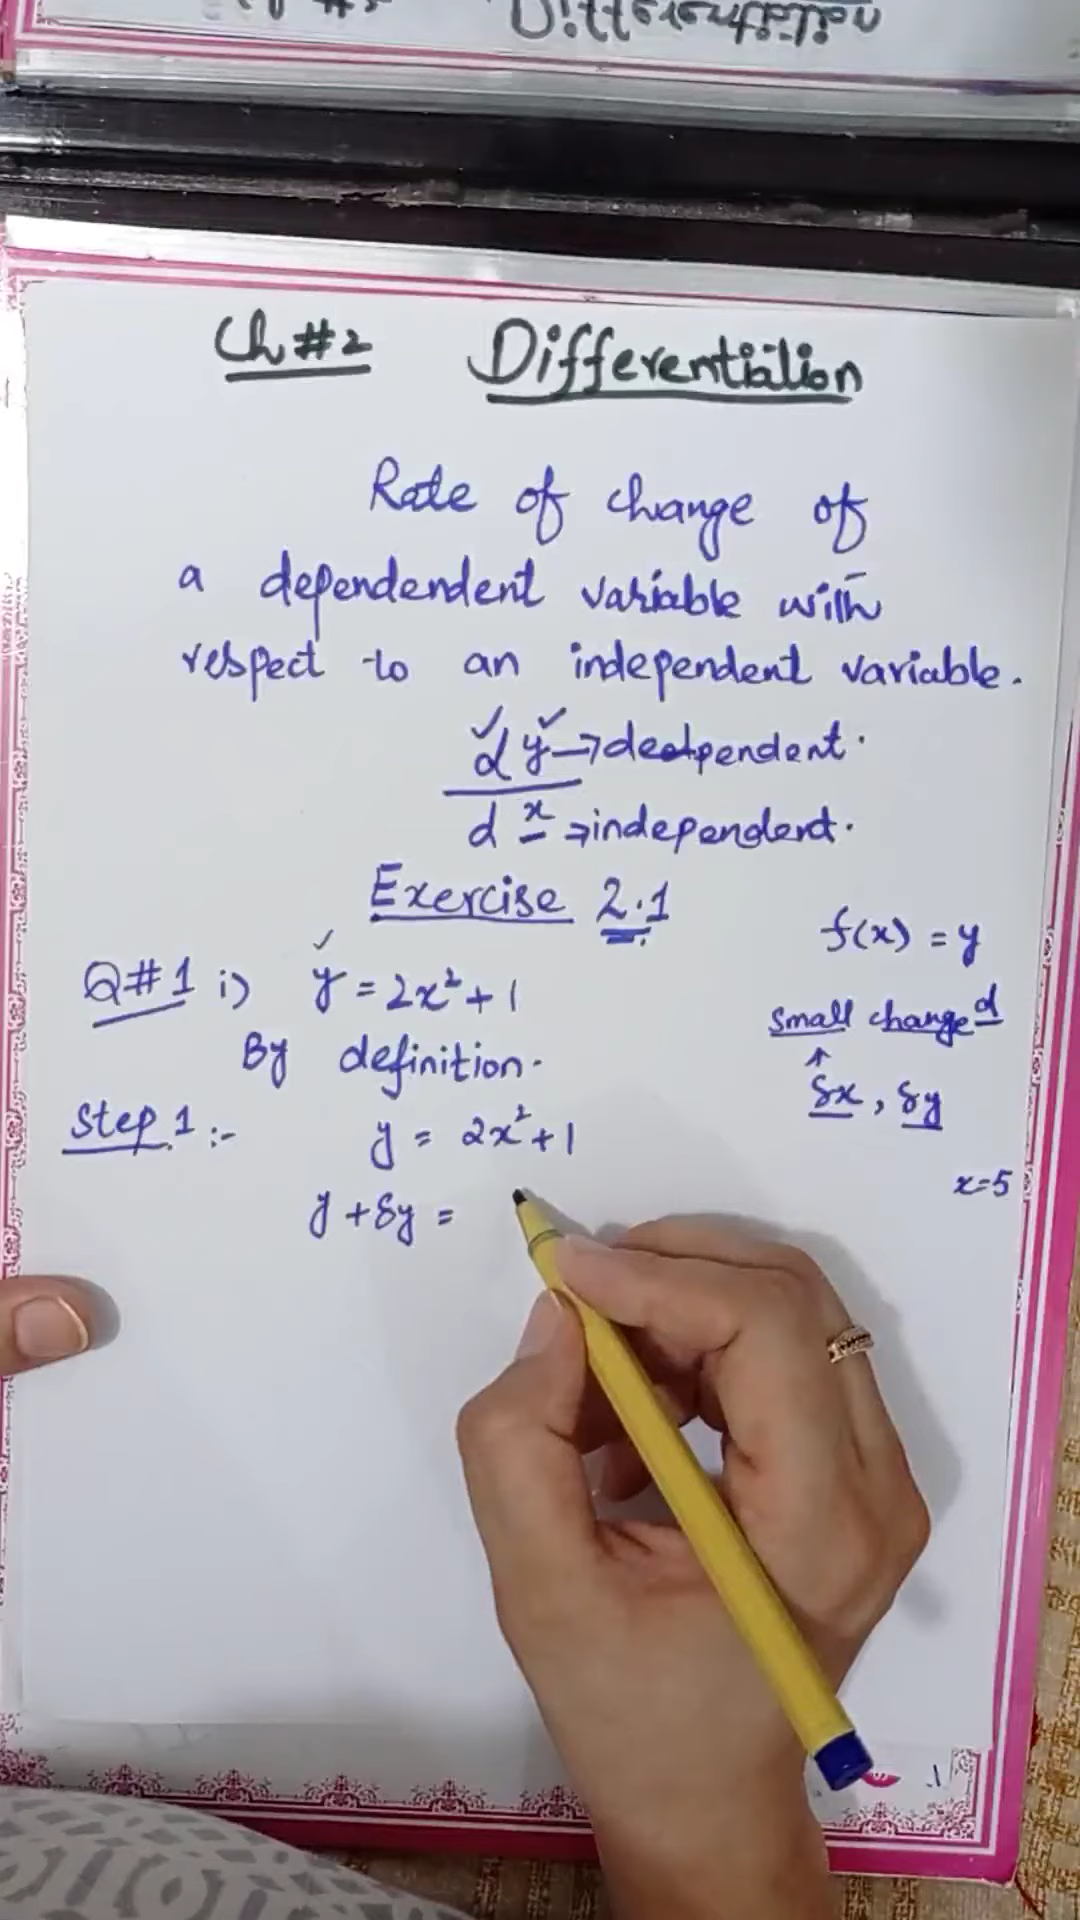 Ch #2 Differentiation
Rate of change of
a dependendent variable with
respect to an independent variable.
dy → dependent.
dx → independent.
Exercise 2.1
f(x) = y
Q#1 i) y = 2x² + 1
small change d
By definition.
δx, δy
Step 1 :- y = 2x² + 1
x=5
y + δy =